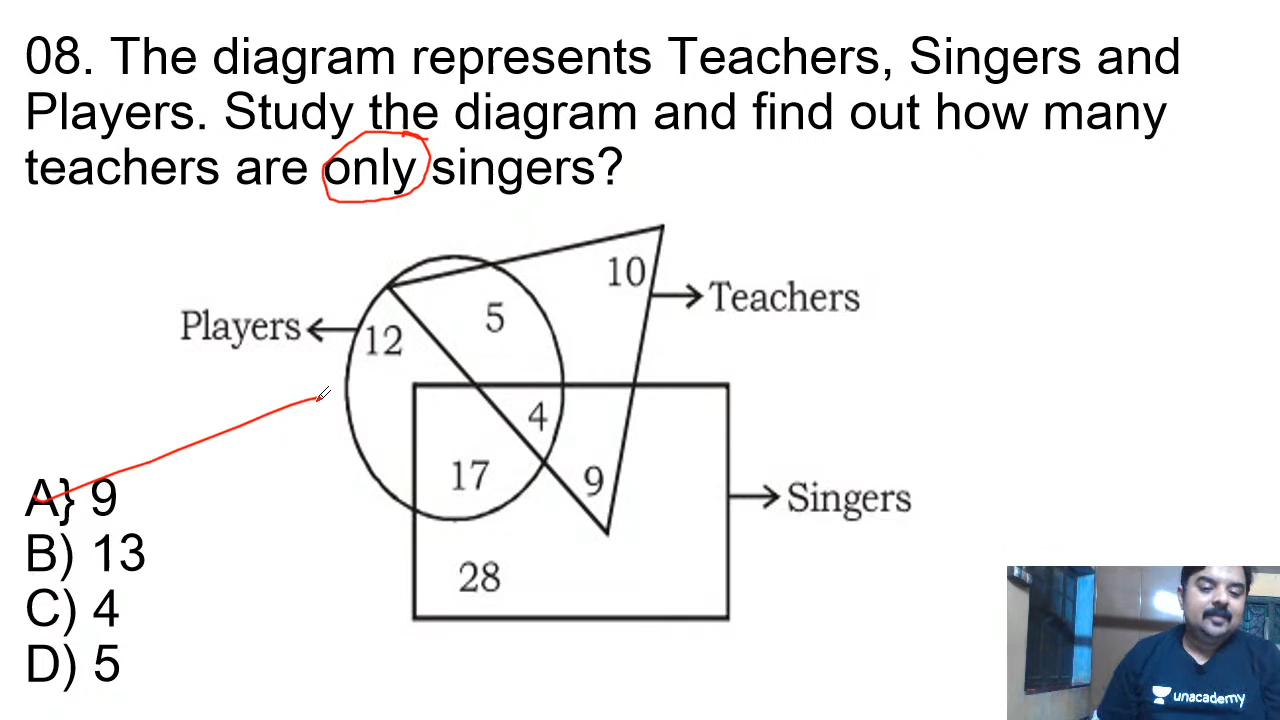 08. The diagram represents Teachers, Singers and
Players. Study the diagram and find out how many
teachers are only singers?
10
Teachers
5
Players
12
4
17
9
Singers
28
A} 9
B) 13
C) 4
D) 5
unacademy